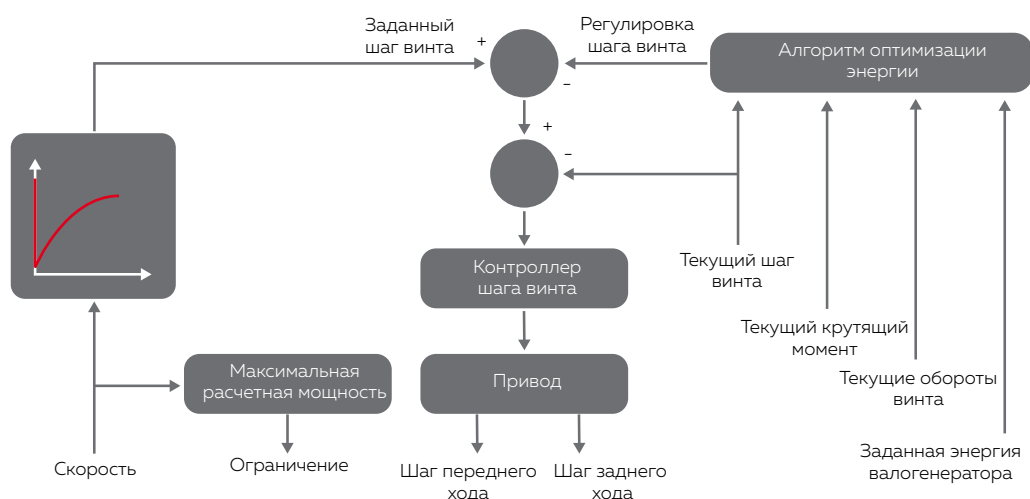 Заданный
шаг винта
+
Регулировка
шага винта
Алгоритм оптимизации
энергии
–
+
–
Контроллер
шага винта
Текущий шаг
винта
Текущий крутящий
момент
Максимальная
расчетная мощность
Привод
Текущие обороты
винта
Скорость
Ограничение
Шаг переднего
хода
Шаг заднего
хода
Заданная энергия
валогенератора